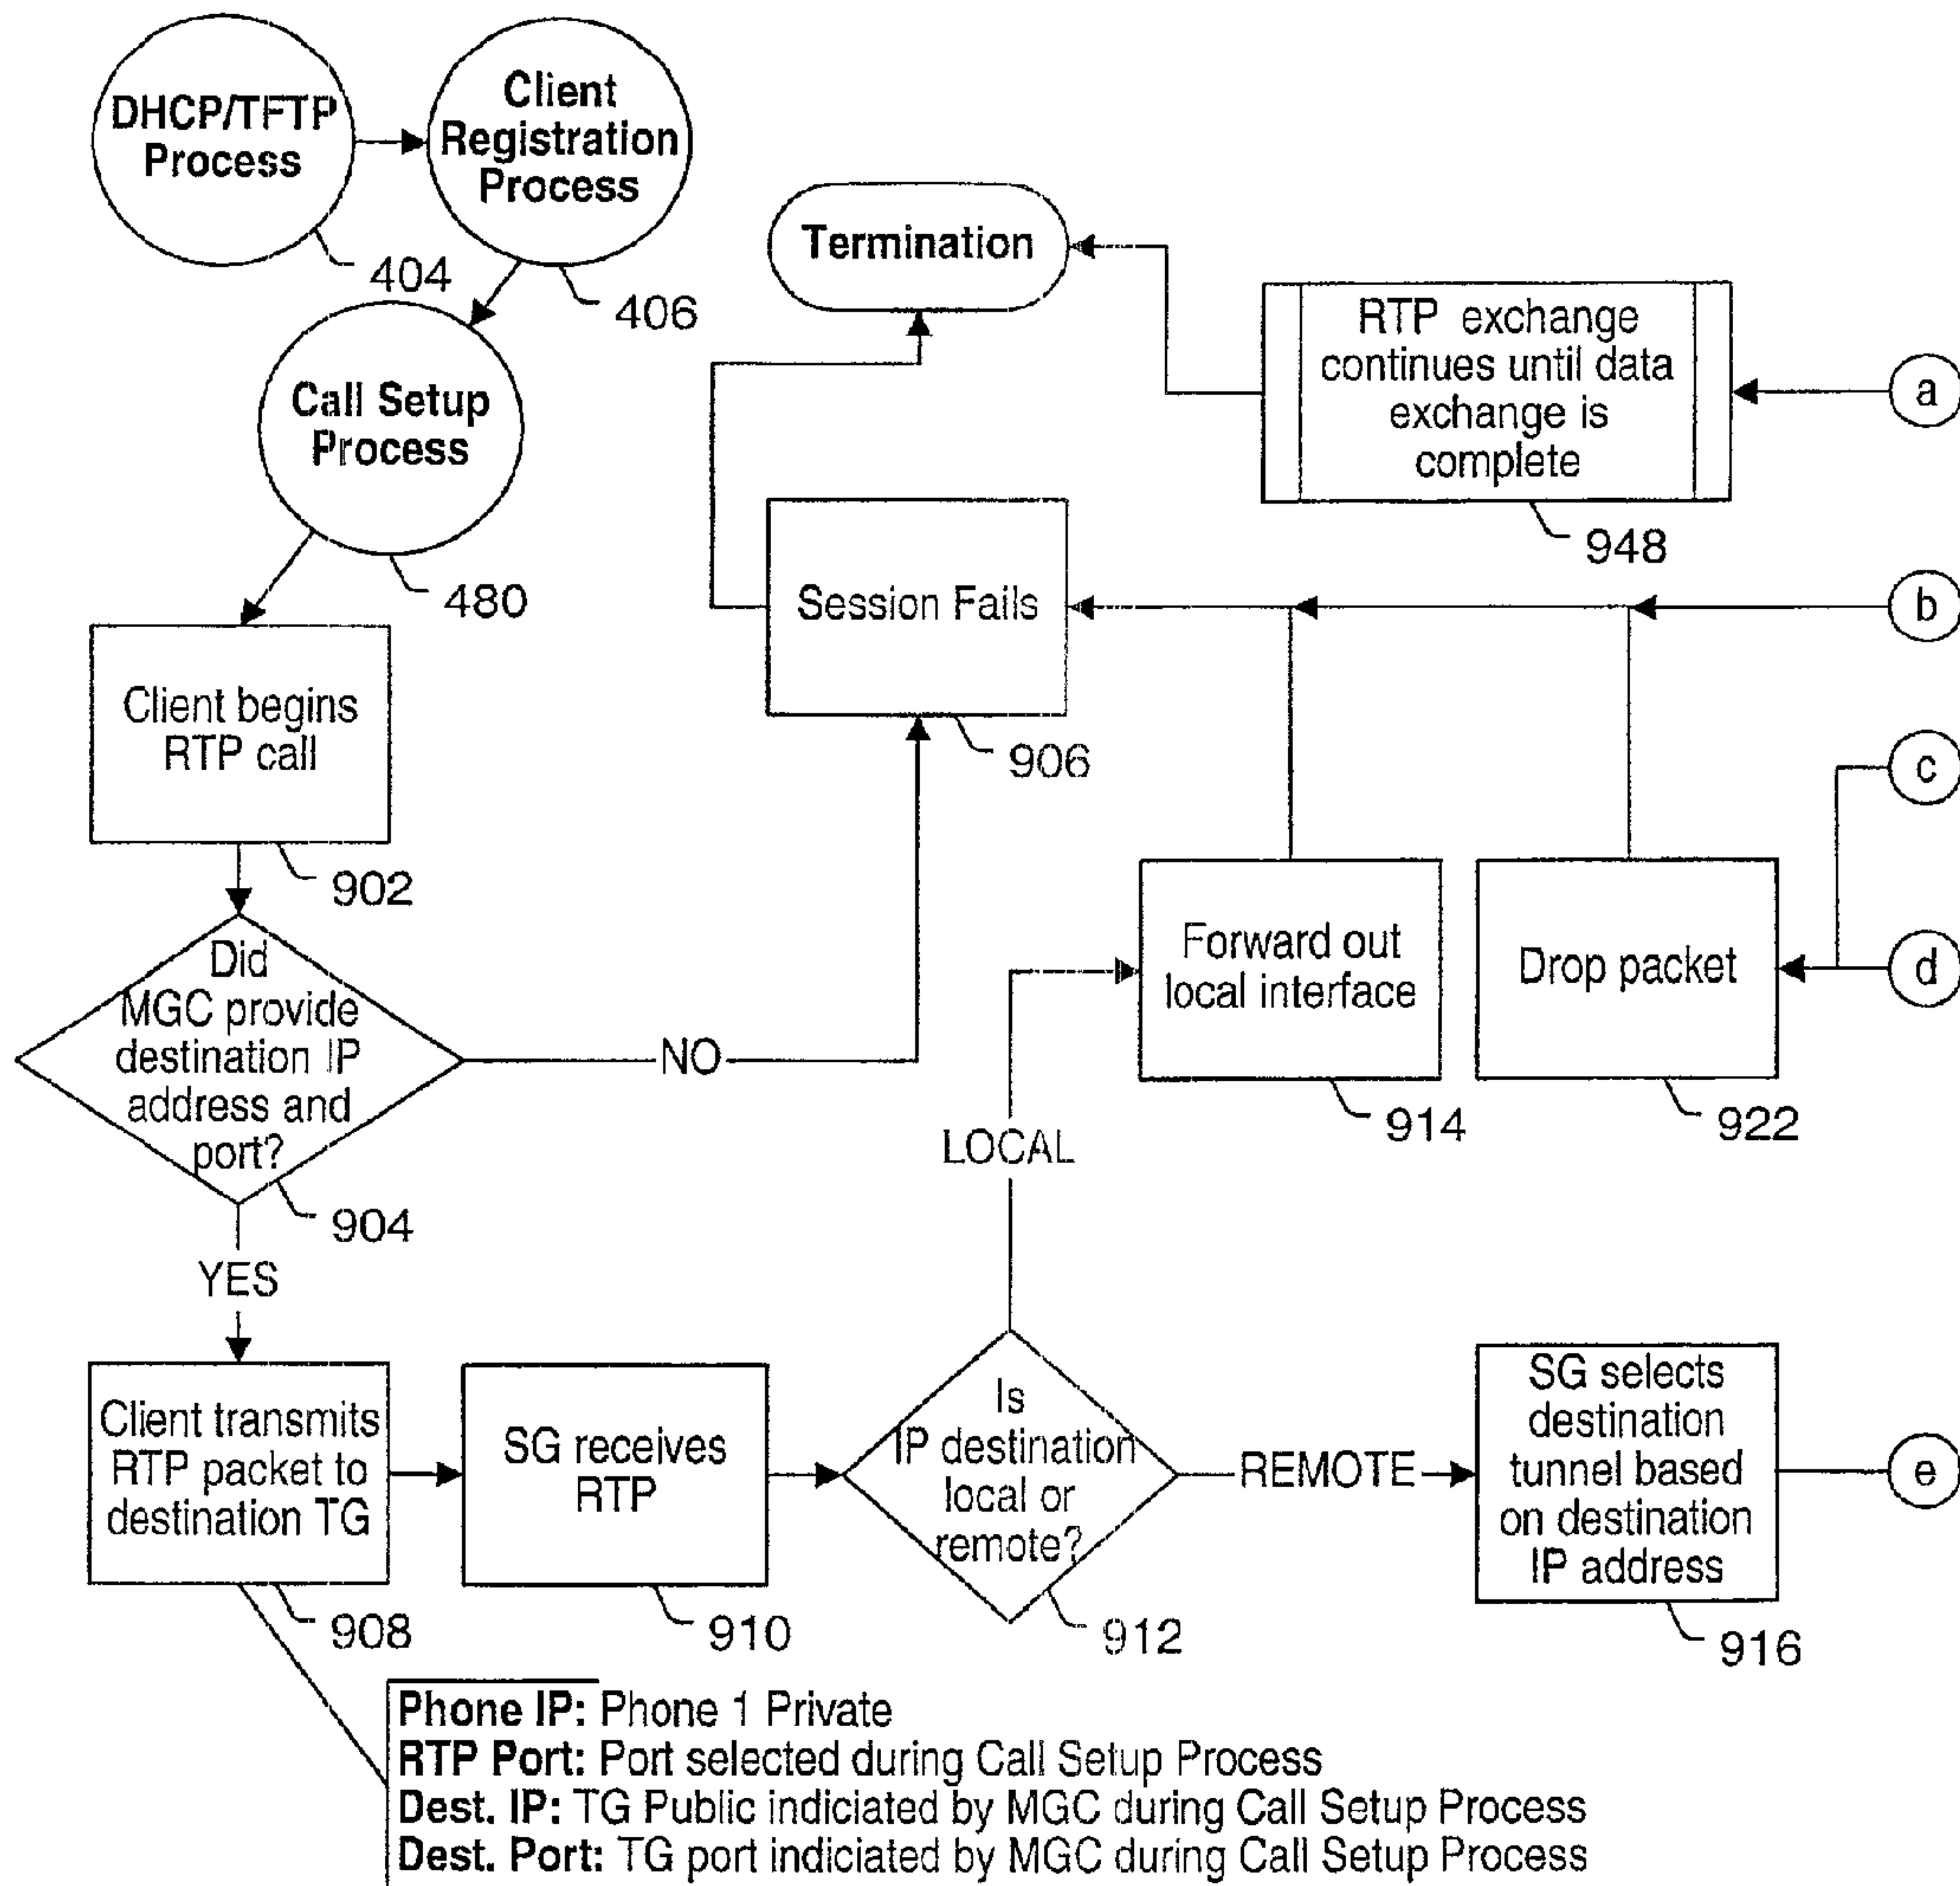 DHCP/TFTP
Process
404
Client
Registration
Process
406
Call Setup
Process
480
Termination
RTP exchange
continues until data
exchange is
complete
948
a
Session Fails
906
b
Client begins
RTP call
902
c
d
Did
MGC provide
destination IP
address and
port?
904
NO
YES
Forward out
local interface
914
Drop packet
922
LOCAL
Client transmits
RTP packet to
destination TG
908
SG receives
RTP
910
Is
IP destination
local or
remote?
912
REMOTE
SG selects
destination
tunnel based
on destination
IP address
916
e
Phone IP: Phone 1 Private
RTP Port: Port selected during Call Setup Process
Dest. IP: TG Public indiciated by MGC during Call Setup Process
Dest. Port: TG port indiciated by MGC during Call Setup Process